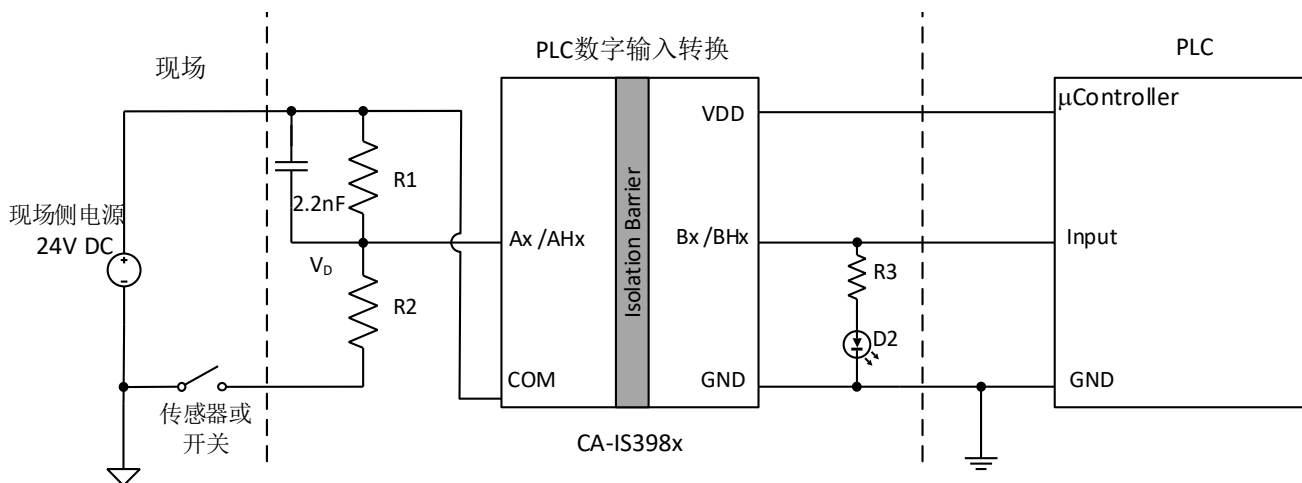 PLC数字输入转换
PLC
现场
μController
VDD
R1
2.2nF
现场侧电源
24V DC
Ax /AHx
Isolation Barrier
Bx /BHx
Input
VD
R3
R2
D2
COM
GND
GND
传感器或
开关
CA-IS398x